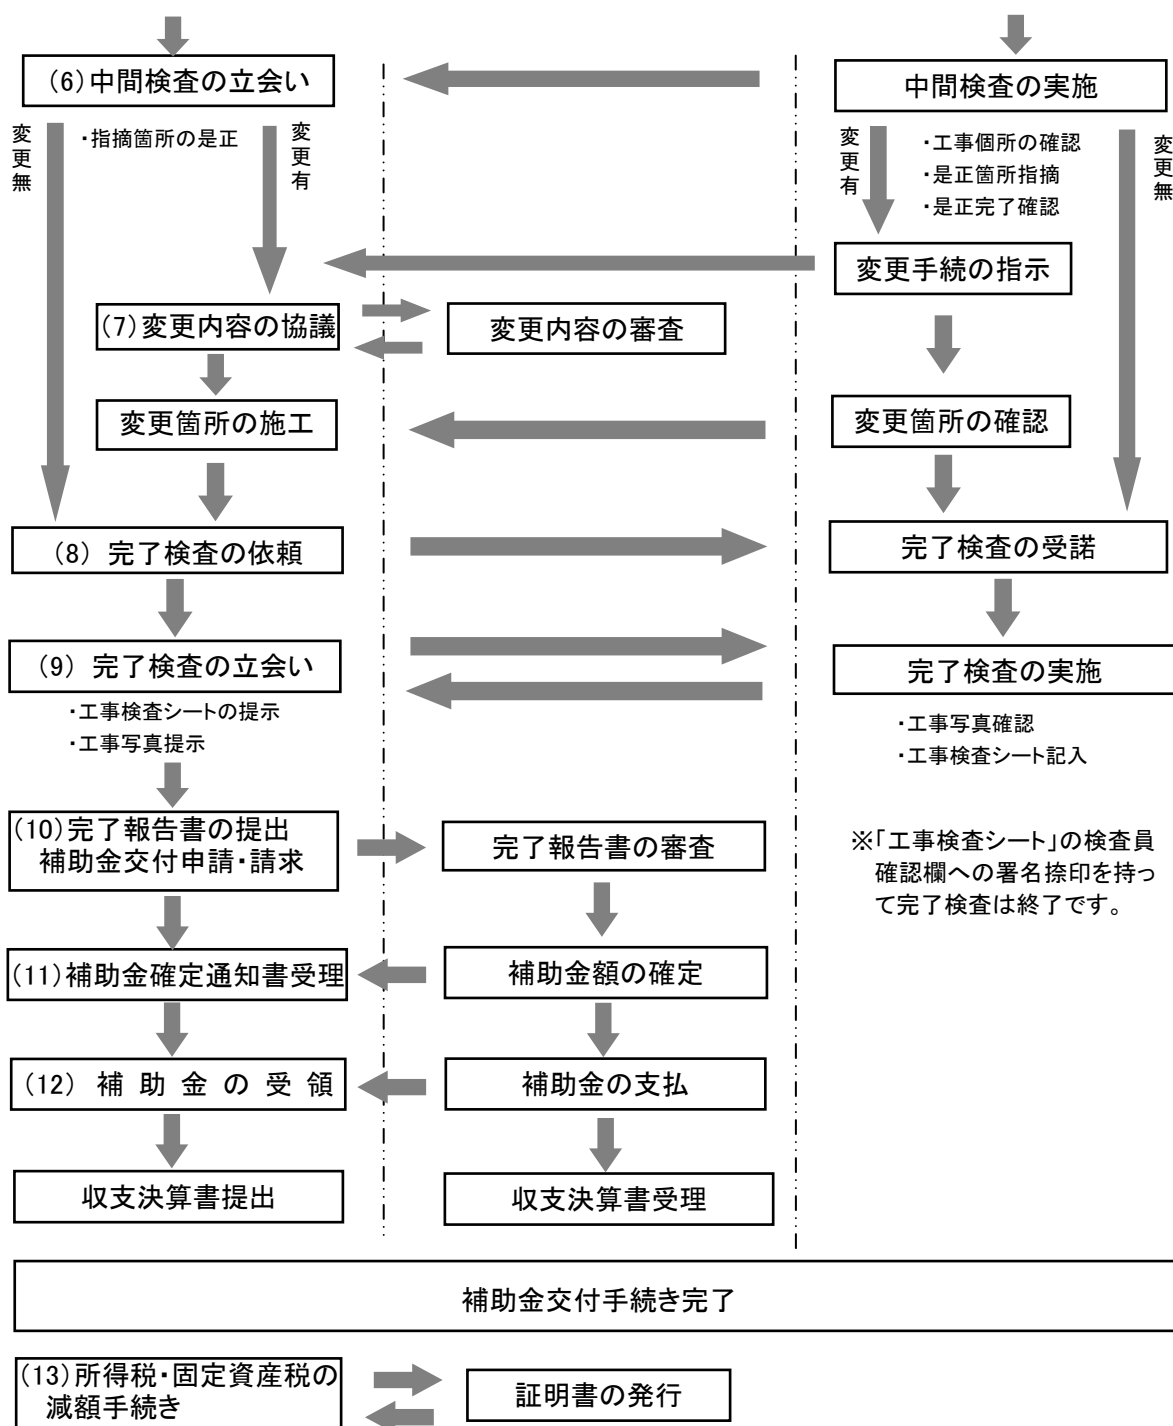 (6)中間検査の立会い
中間検査の実施
変更無
・指摘箇所の是正
変更有
変更有
・工事個所の確認
・是正箇所指摘
・是正完了確認
変更無
変更手続の指示
(7)変更内容の協議
変更内容の審査
変更箇所の施工
変更箇所の確認
(8) 完了検査の依頼
完了検査の受諾
(9) 完了検査の立会い
完了検査の実施
・工事検査シートの提示
・工事写真提示
・工事写真確認
・工事検査シート記入
(10)完了報告書の提出
補助金交付申請・請求
完了報告書の審査
※「工事検査シート」の検査員
確認欄への署名捺印を持っ
て完了検査は終了です。
(11)補助金確定通知書受理
補助金額の確定
(12) 補 助 金 の 受 領
補助金の支払
収支決算書提出
収支決算書受理
補助金交付手続き完了
(13)所得税・固定資産税の
減額手続き
証明書の発行